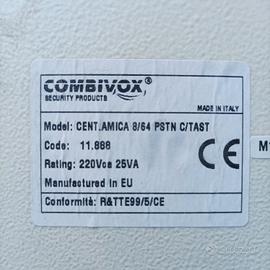 COMBIVOX®
SECURITY PRODUCTS
MADE IN ITALY
Model: CENT.AMICA 8/64 PSTN C/TAST
Code: 11.888
Rating: 220Vca 25VA
Manufactured in EU
CE
Conformità: R&TTE99/5/CE